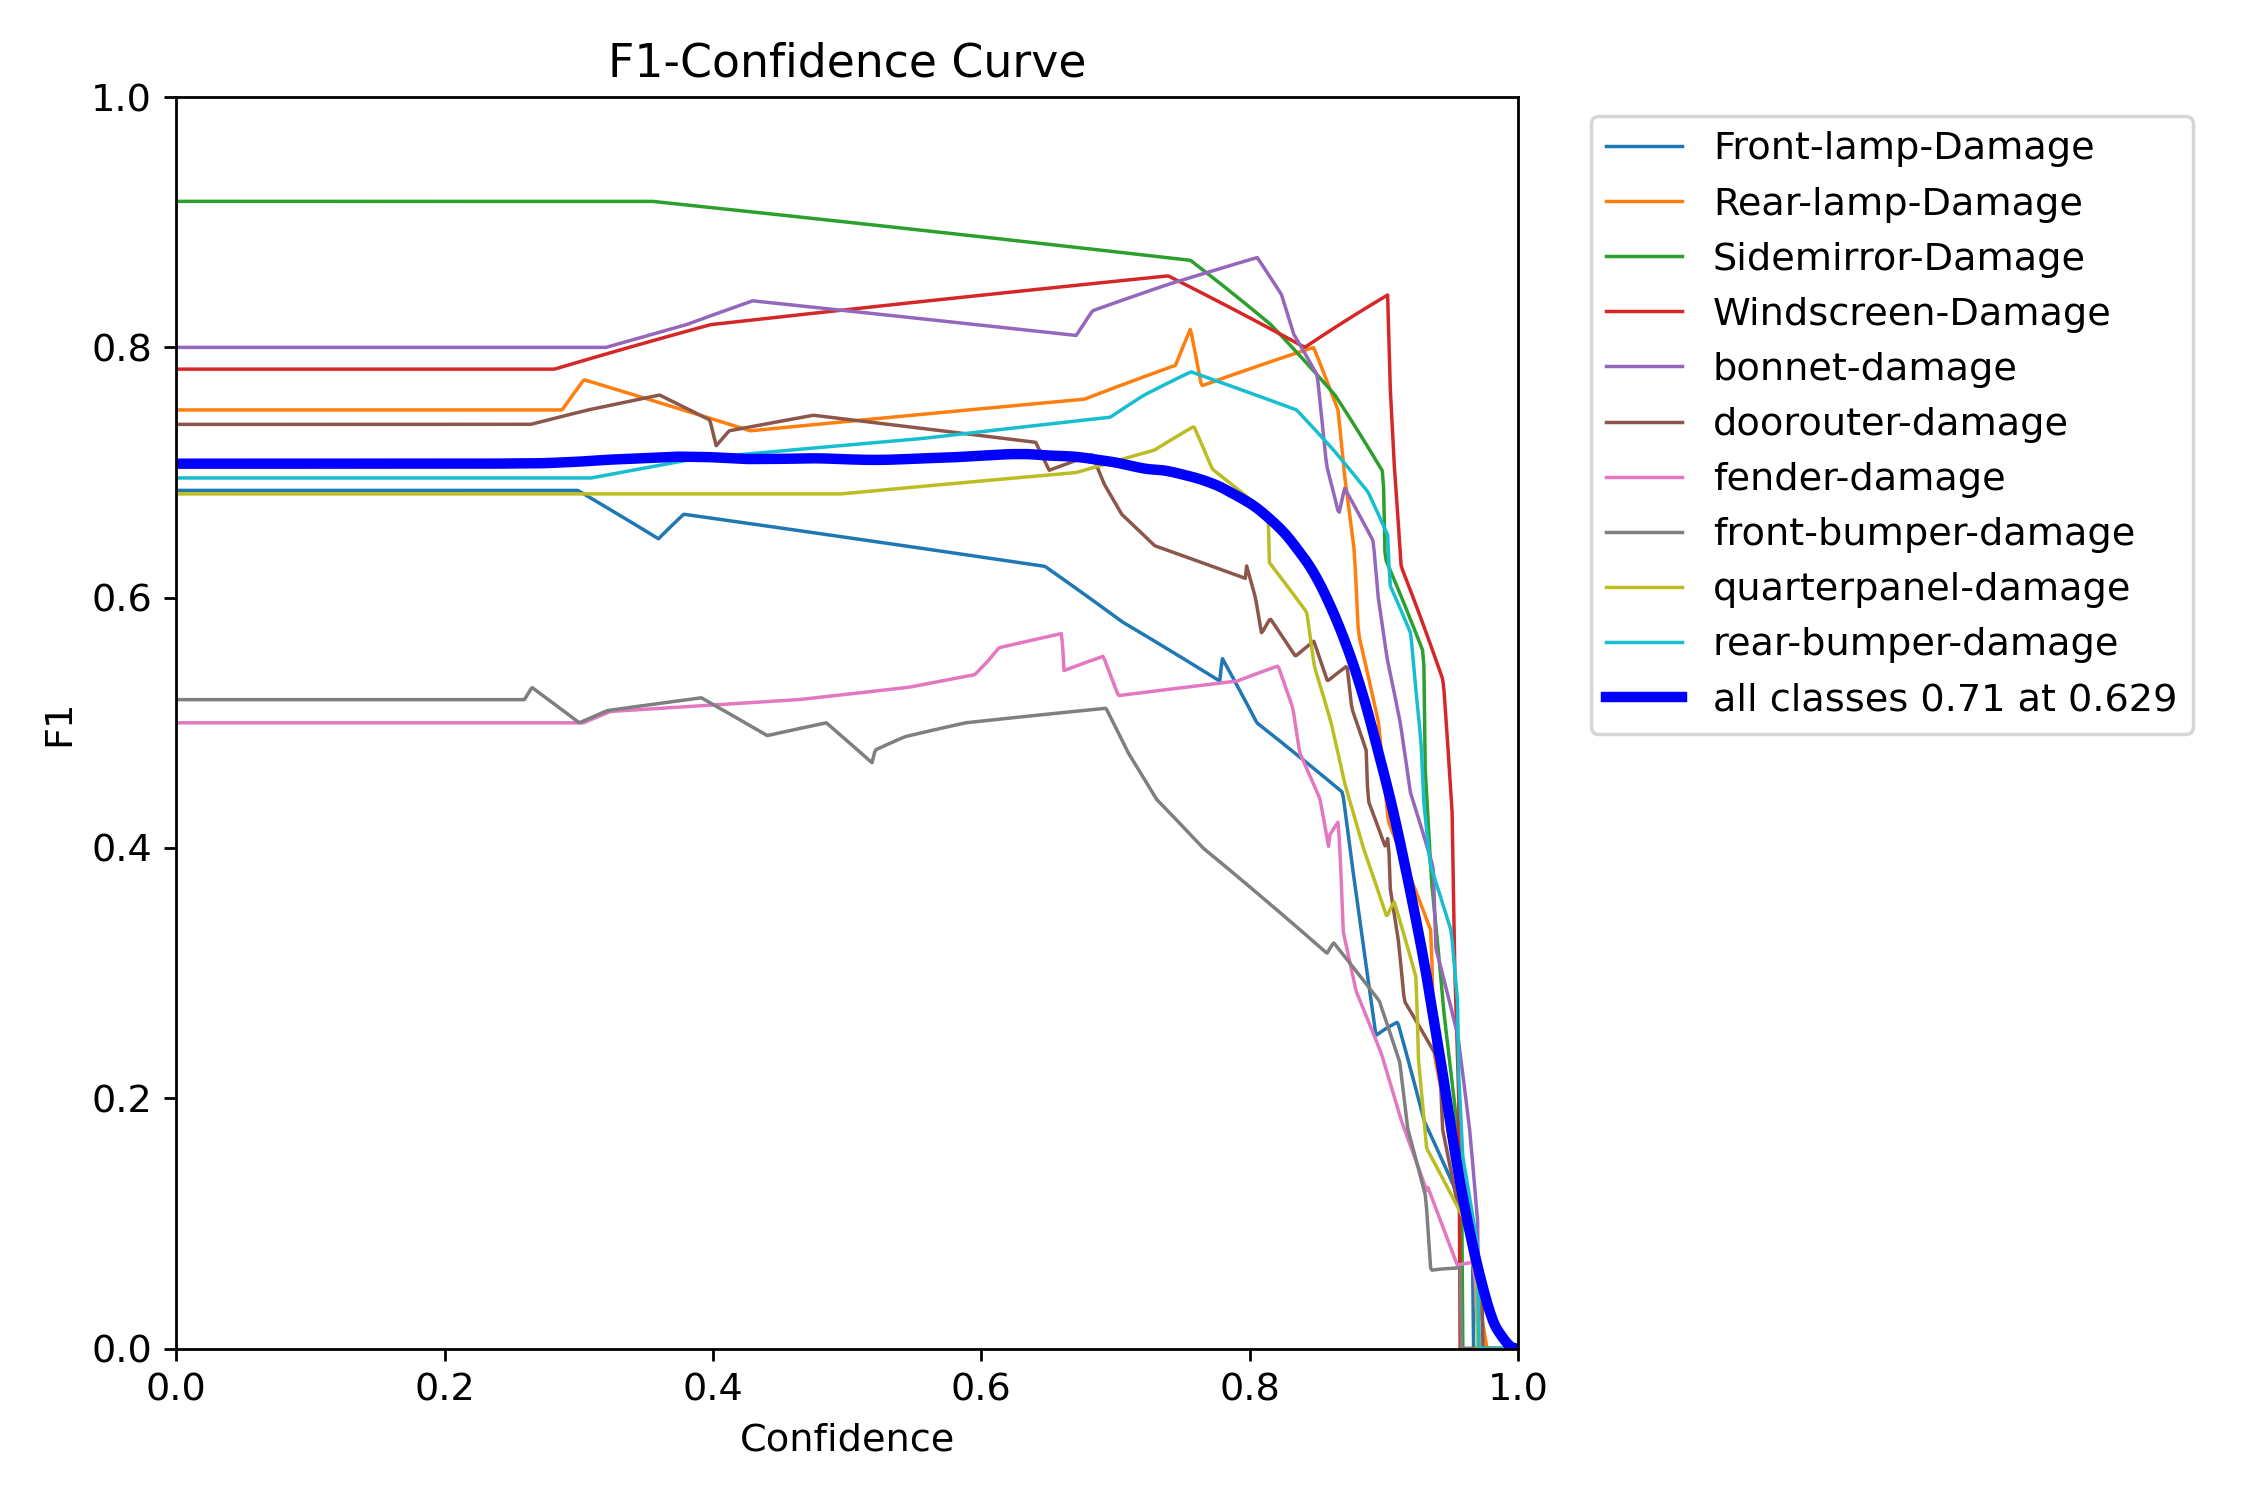 F1-Confidence Curve
1.0
0.8
0.6
0.4
0.2
0.0
F1
0.0 0.2 0.4 0.6 0.8 1.0
Confidence
Front-lamp-Damage
Rear-lamp-Damage
Sidemirror-Damage
Windscreen-Damage
bonnet-damage
doorouter-damage
fender-damage
front-bumper-damage
quarterpanel-damage
rear-bumper-damage
all classes 0.71 at 0.629